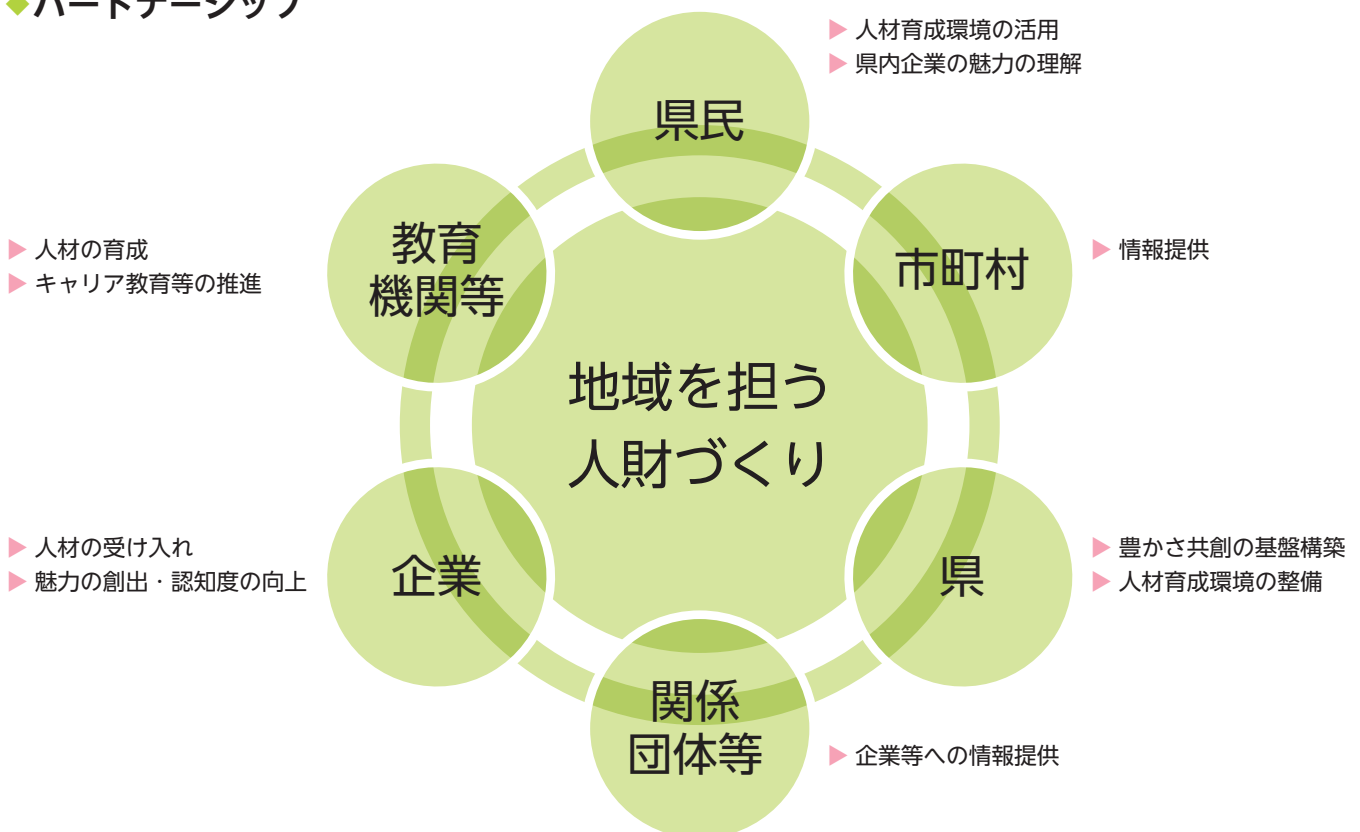 ◆パートナーシップ
県民
▶ 人材育成環境の活用
▶ 県内企業の魅力の理解
教育
機関等
▶ 人材の育成
▶ キャリア教育等の推進
市町村
▶ 情報提供
地域を担う
人財づくり
企業
▶ 人材の受け入れ
▶ 魅力の創出・認知度の向上
県
▶ 豊かさ共創の基盤構築
▶ 人材育成環境の整備
関係
団体等
▶ 企業等への情報提供